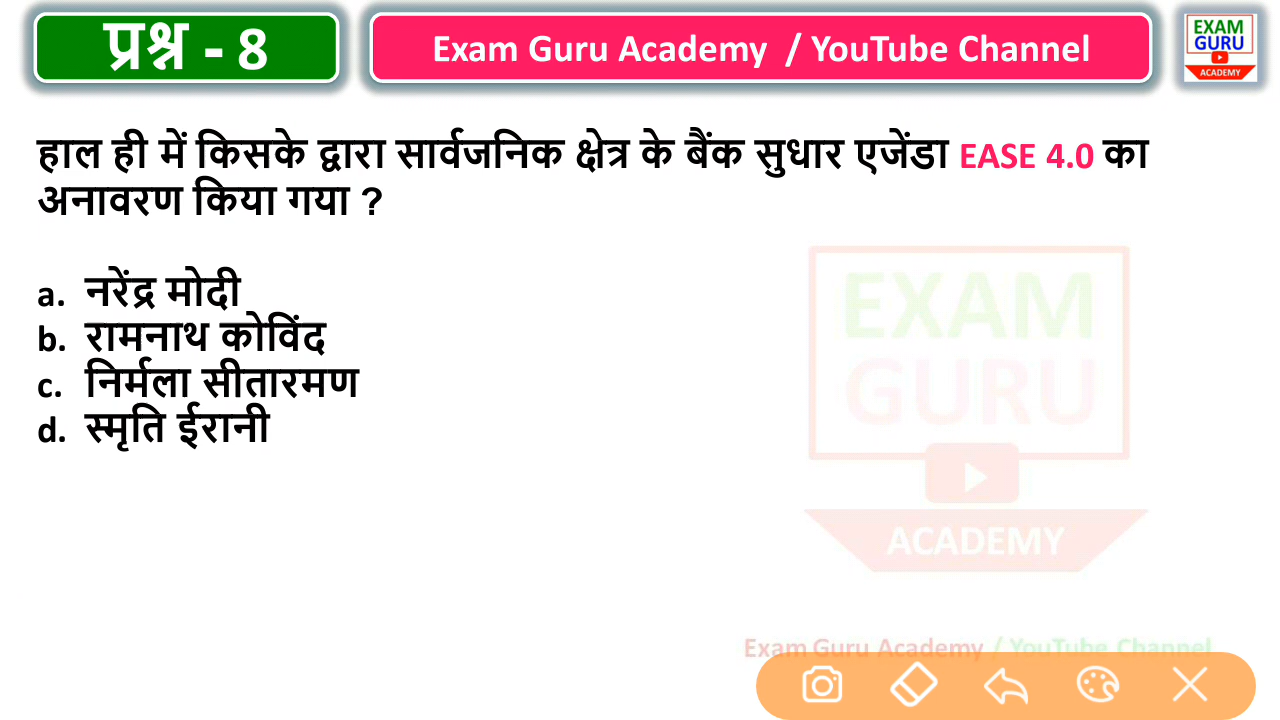 प्रश्न - 8
Exam Guru Academy / YouTube Channel
EXAM
GURU
ACADEMY
हाल ही में किसके द्वारा सार्वजनिक क्षेत्र के बैंक सुधार एजेंडा EASE 4.0 का
अनावरण किया गया ?
a. नरेंद्र मोदी
b. रामनाथ कोविंद
c. निर्मला सीतारमण
d. स्मृति ईरानी
EXAM
GURU
ACADEMY
Exam Guru Academy / YouTube Channel